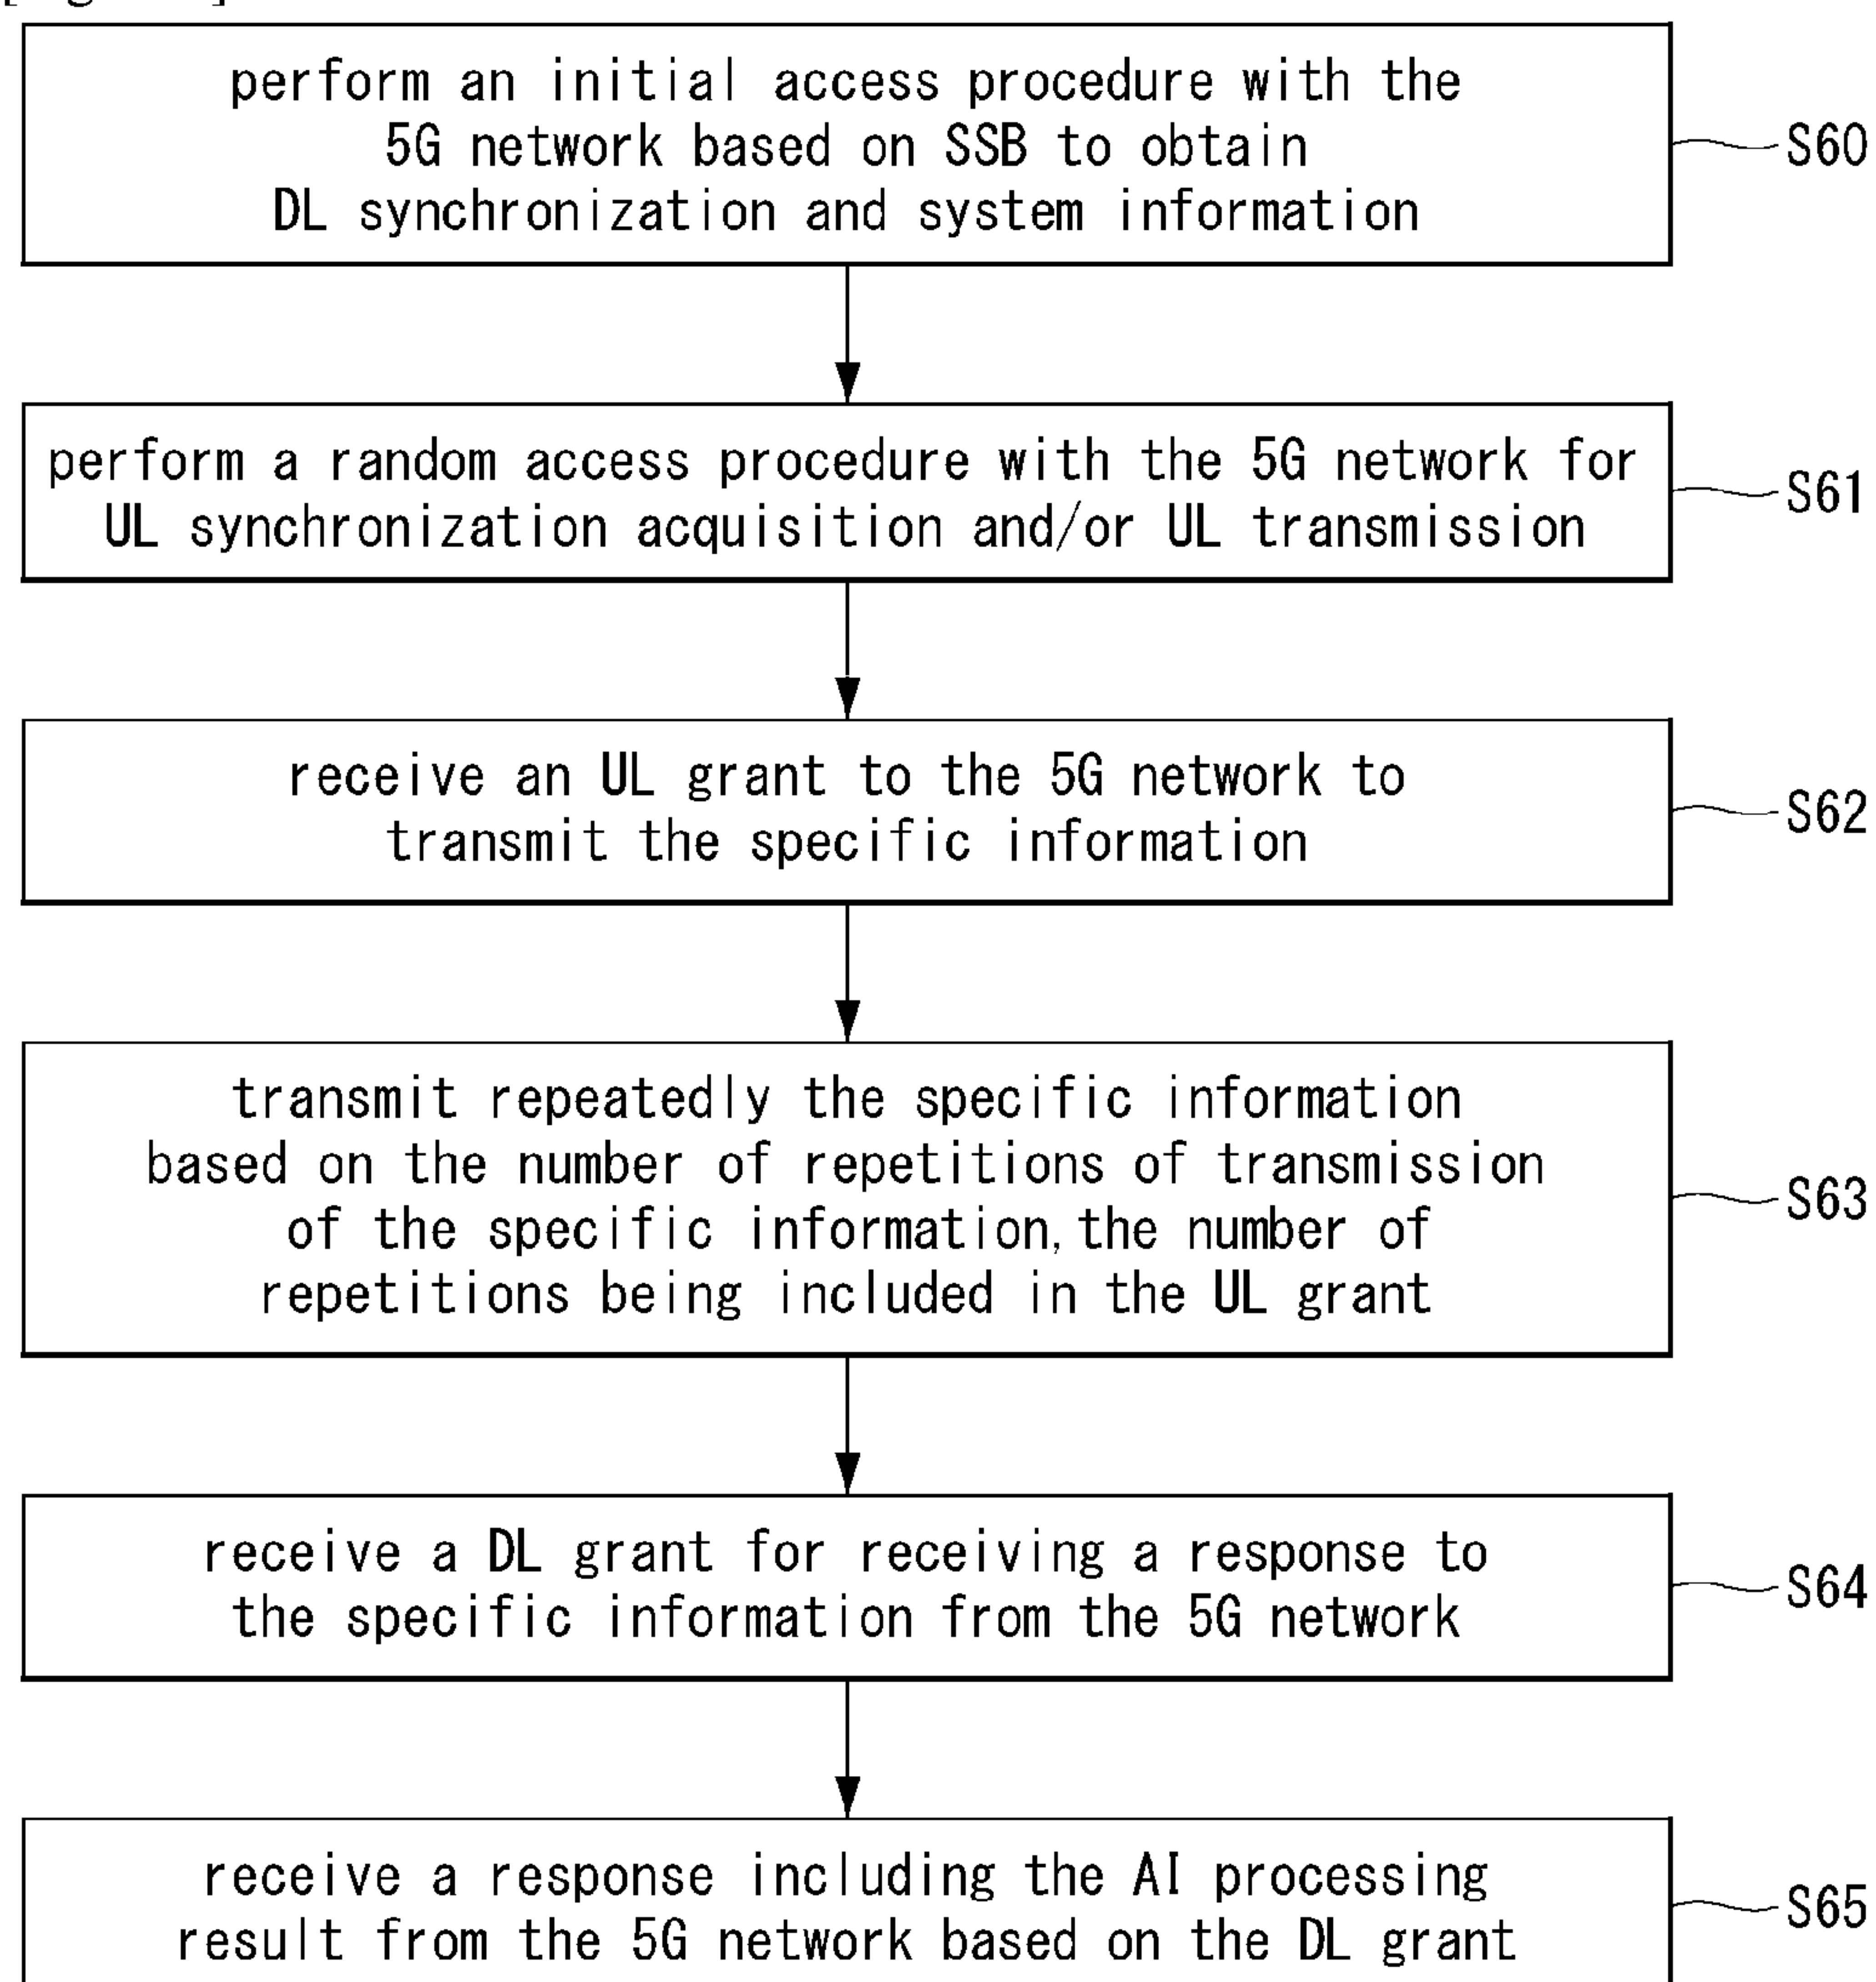 perform an initial access procedure with the
5G network based on SSB to obtain
DL synchronization and system information
S60
perform a random access procedure with the 5G network for
UL synchronization acquisition and/or UL transmission
S61
receive an UL grant to the 5G network to
transmit the specific information
S62
transmit repeatedly the specific information
based on the number of repetitions of transmission
of the specific information, the number of
repetitions being included in the UL grant
S63
receive a DL grant for receiving a response to
the specific information from the 5G network
S64
receive a response including the AI processing
result from the 5G network based on the DL grant
S65